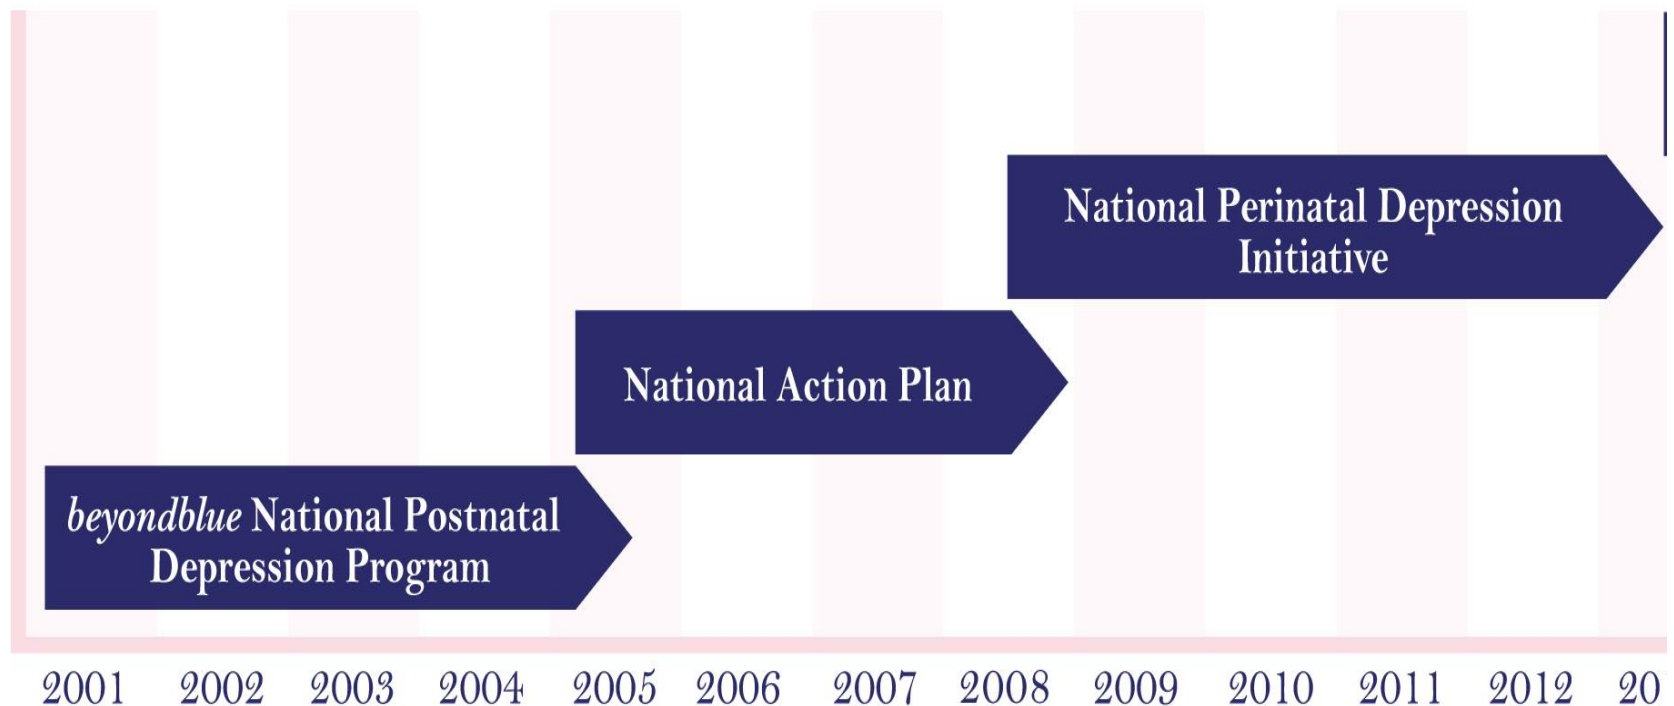 National Perinatal Depression
Initiative
National Action Plan
beyondblue National Postnatal
Depression Program
2001 2002 2003 2004 2005 2006 2007 2008 2009 2010 2011 2012 20